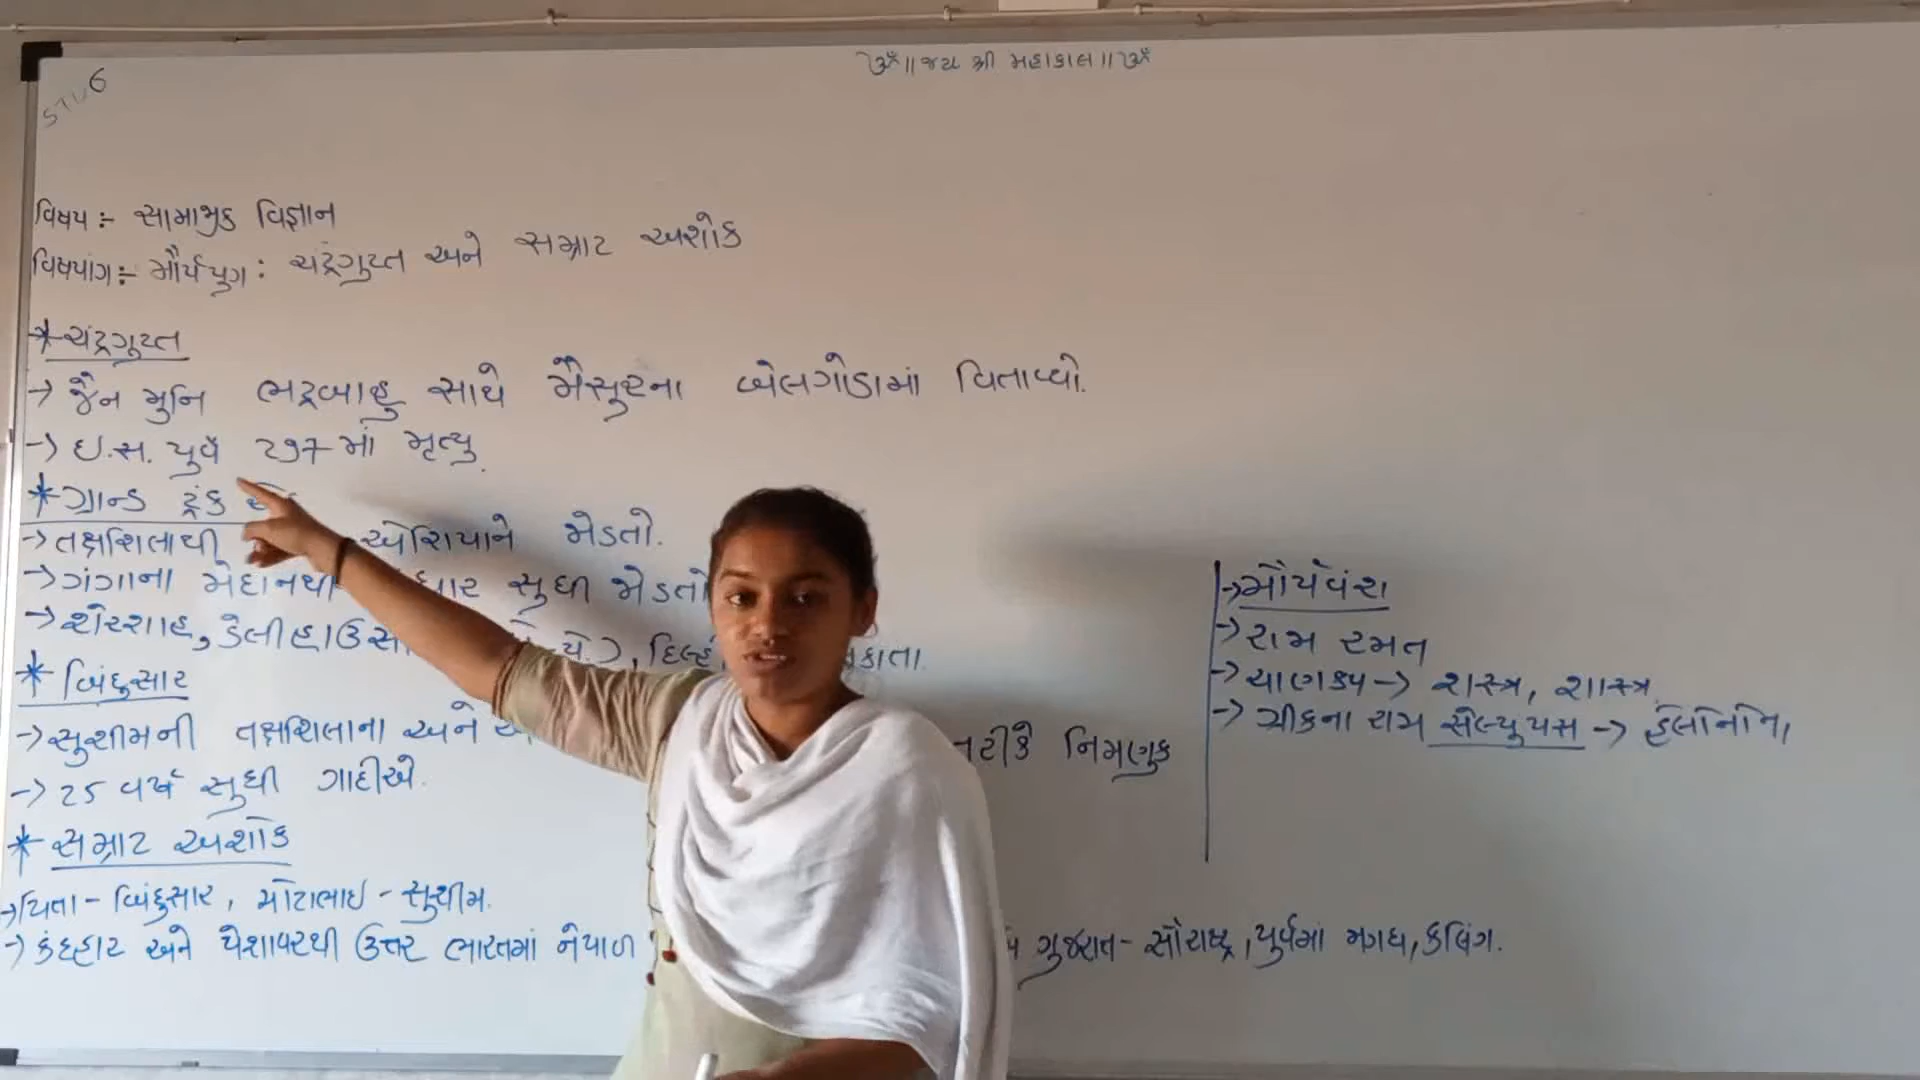 ૐ॥ જય શ્રી મહાકાલ ॥ૐ
STD 6
વિષય :- સામાજીક વિજ્ઞાન
વિષયાંગ :- મૌર્યયુગ : ચંદ્રગુપ્ત અને સમ્રાટ અશોક
* ચંદ્રગુપ્ત
→ જૈન મુનિ ભદ્રબાહુ સાથે મૈસુરના બેલગોડામાં વિતાવ્યો.
→ ઇ.સ. પુર્વે 297 માં મૃત્યુ.
* ગ્રાન્ડ ટ્રંક
→ તક્ષશિલાથી એશિયાને જોડતો.
→ ગંગાના મેદાનથી સુધી જોડતો
→ શેરશાહ, ડેલીહાઉસી
* બિંદુસાર
→ સુશીમની તક્ષશિલાના અને નિમણુક
→ 25 વર્ષ સુધી ગાદીએ.
* સમ્રાટ અશોક
→ પિતા - બિંદુસાર, મોટાભાઇ - સુશીમ.
→ કંદહાર અને પેશાવરથી ઉત્તર ભારતમાં નેપાળ ગુજરાત - સૌરાષ્ટ્ર, પુર્વમાં મગધ, કલિંગ.
→ મૌર્યવંશ
→ રામ રમત
→ ચાણક્ય → શસ્ત્ર, શાસ્ત્ર
→ ગ્રીકના રામ સેલ્યુયસ →